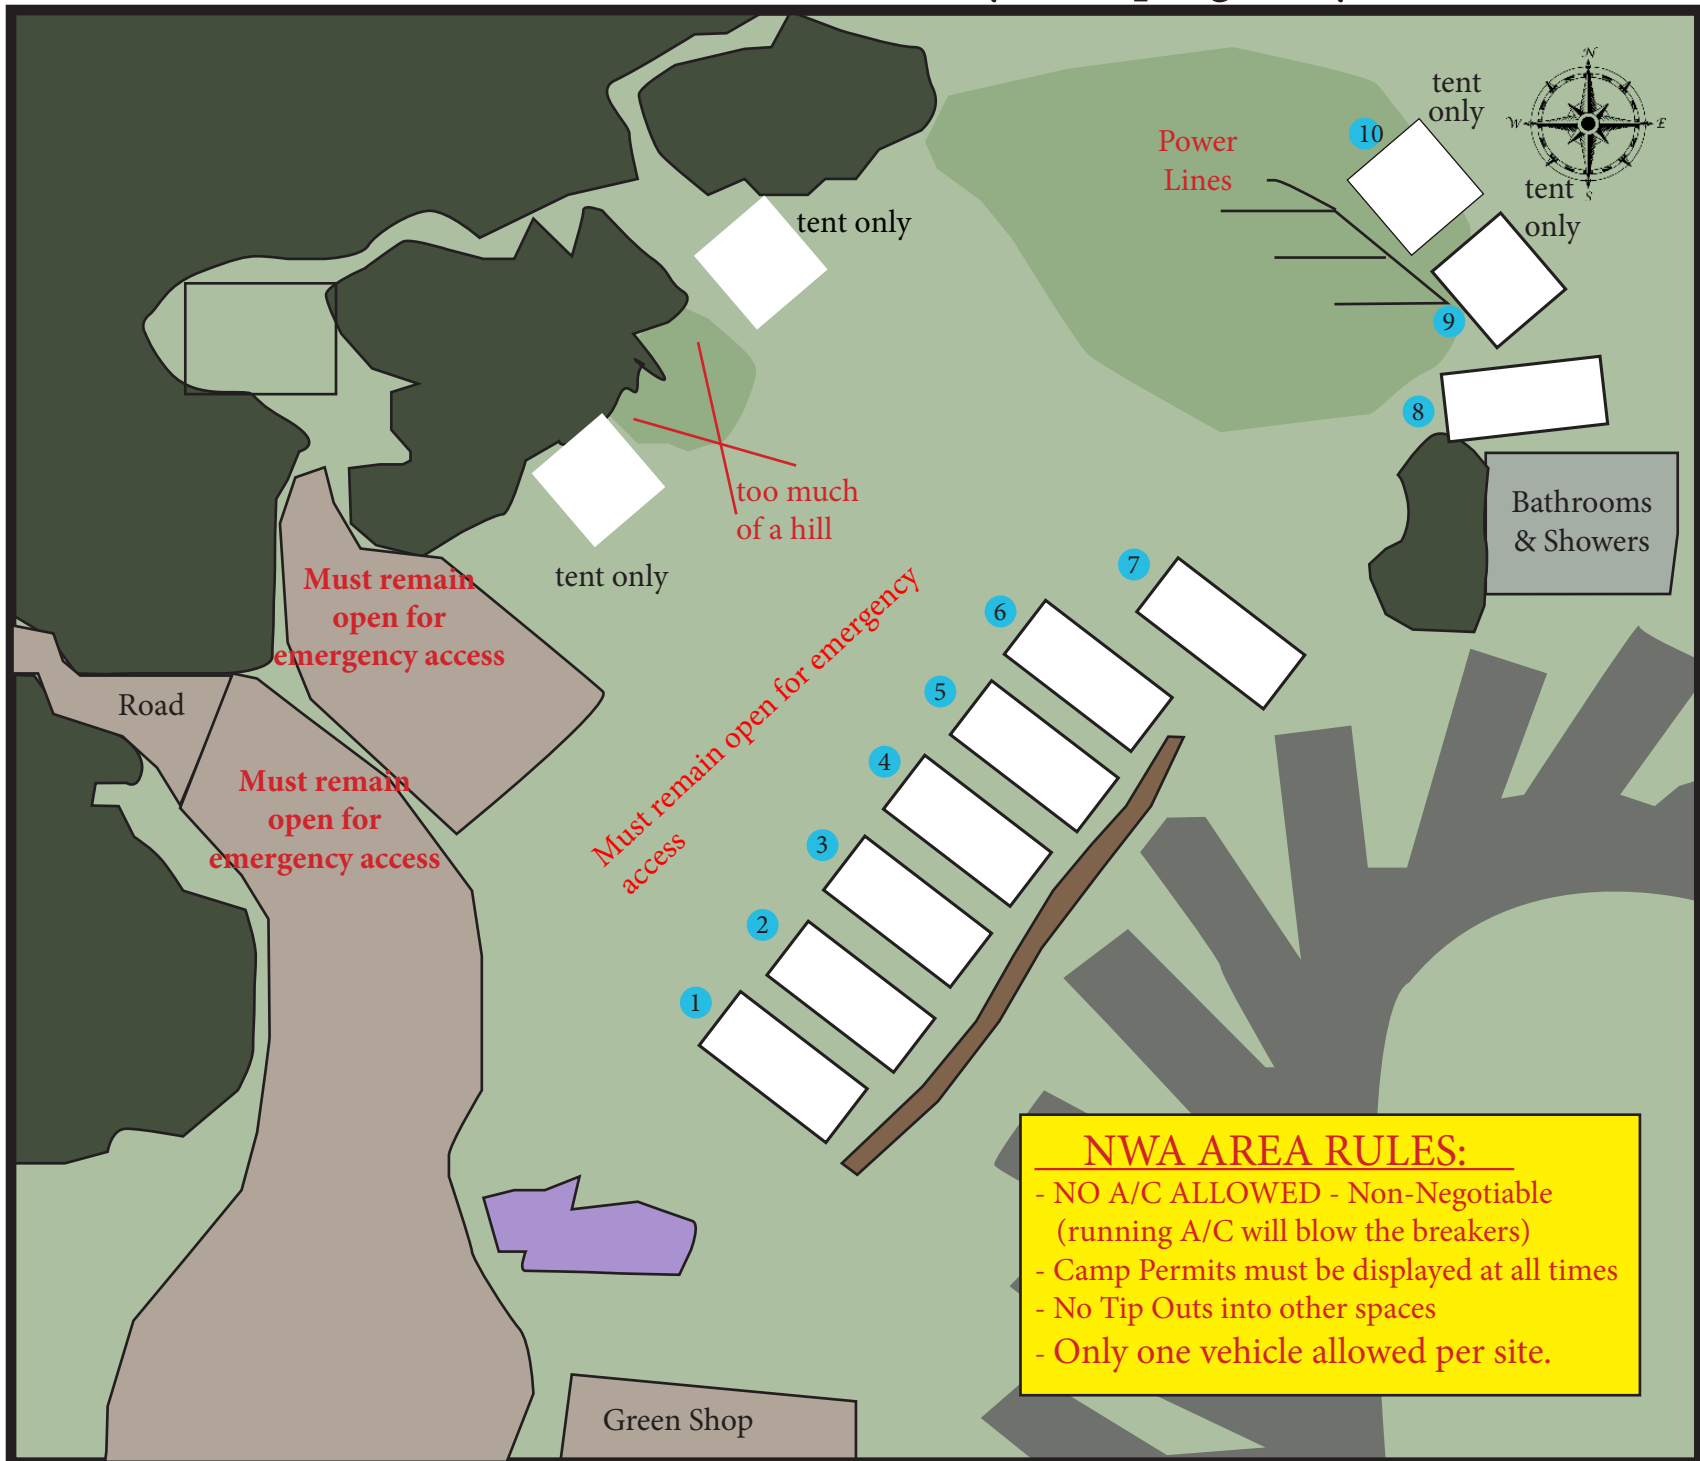 N
W
E
S
tent
only
10
Power
Lines
tent
only
tent only
9
8
too much
of a hill
Bathrooms
& Showers
tent only
7
Must remain
open for
emergency access
Must remain open for emergency
access
6
5
Road
4
Must remain
open for
emergency access
3
2
1
NWA AREA RULES:
- NO A/C ALLOWED - Non-Negotiable
(running A/C will blow the breakers)
- Camp Permits must be displayed at all times
- No Tip Outs into other spaces
- Only one vehicle allowed per site.
Green Shop